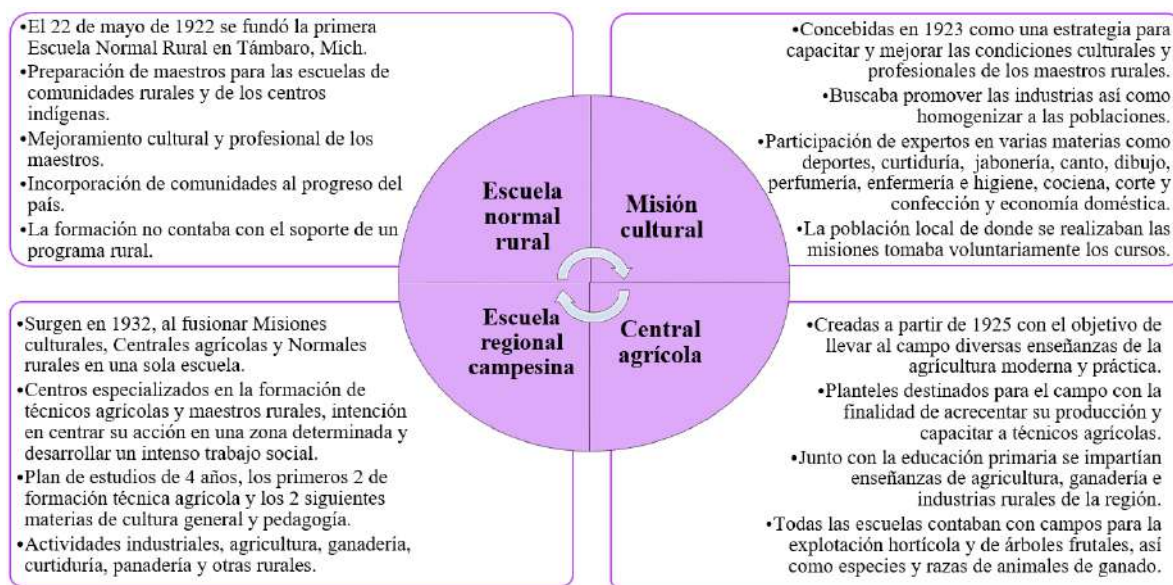 •El 22 de mayo de 1922 se fundó la primera
Escuela Normal Rural en Támbaro, Mich.
•Preparación de maestros para las escuelas de
comunidades rurales y de los centros
indígenas.
•Mejoramiento cultural y profesional de los
maestros.
•Incorporación de comunidades al progreso del
país.
•La formación no contaba con el soporte de un
programa rural.
•Concebidas en 1923 como una estrategia para
capacitar y mejorar las condiciones culturales y
profesionales de los maestros rurales.
•Buscaba promover las industrias así como
homogenizar a las poblaciones.
•Participación de expertos en varias materias como
deportes, curtiduría, jabonería, canto, dibujo,
perfumería, enfermería e higiene, cociena, corte y
confección y economía doméstica.
•La población local de donde se realizaban las
misiones tomaba voluntariamente los cursos.
Escuela
normal
rural
Misión
cultural
Escuela
regional
campesina
Central
agrícola
•Surgen en 1932, al fusionar Misiones
culturales, Centrales agrícolas y Normales
rurales en una sola escuela.
•Centros especializados en la formación de
técnicos agrícolas y maestros rurales, intención
en centrar su acción en una zona determinada y
desarrollar un intenso trabajo social.
•Plan de estudios de 4 años, los primeros 2 de
formación técnica agrícola y los 2 siguientes
materias de cultura general y pedagogía.
•Actividades industriales, agricultura, ganadería,
curtiduría, panadería y otras rurales.
•Creadas a partir de 1925 con el objetivo de
llevar al campo diversas enseñanzas de la
agricultura moderna y práctica.
•Planteles destinados para el campo con la
finalidad de acrecentar su producción y
capacitar a técnicos agrícolas.
•Junto con la educación primaria se impartían
enseñanzas de agricultura, ganadería e
industrias rurales de la región.
•Todas las escuelas contaban con campos para la
explotación hortícola y de árboles frutales, así
como especies y razas de animales de ganado.